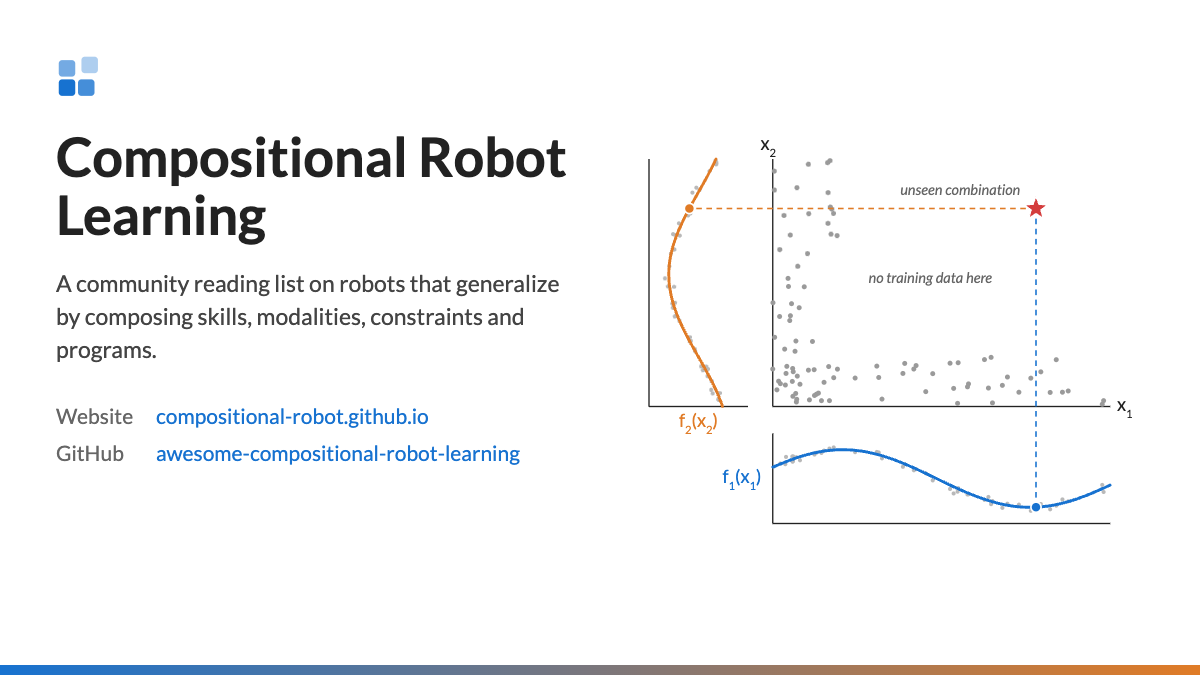 Compositional Robot
Learning
A community reading list on robots that generalize
by composing skills, modalities, constraints and
programs.
Website compositional-robot.github.io
GitHub awesome-compositional-robot-learning
x2
unseen combination
no training data here
x1
f2(x2)
f1(x1)